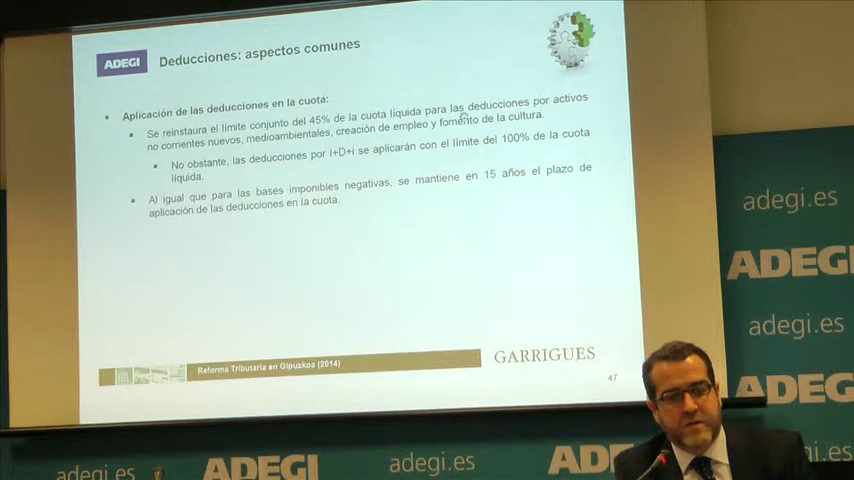 ADEGI
Deducciones: aspectos comunes
Aplicación de las deducciones en la cuota:
Se reinstaura el límite conjunto del 45% de la cuota líquida para las deducciones por activos
no corrientes nuevos, medioambientales, creación de empleo y fomento de la cultura.
No obstante, las deducciones por I+D+i se aplicarán con el límite del 100% de la cuota
líquida.
Al igual que para las bases imponibles negativas, se mantiene en 15 años el plazo de
aplicación de las deducciones en la cuota.
Reforma Tributaria en Gipuzkoa (2014)
GARRIGUES
47
adegi.es
ADEGI
adegi.es
ADEGI
adegi.es
ADEGI
adegi.es
ADEGI
gi.es